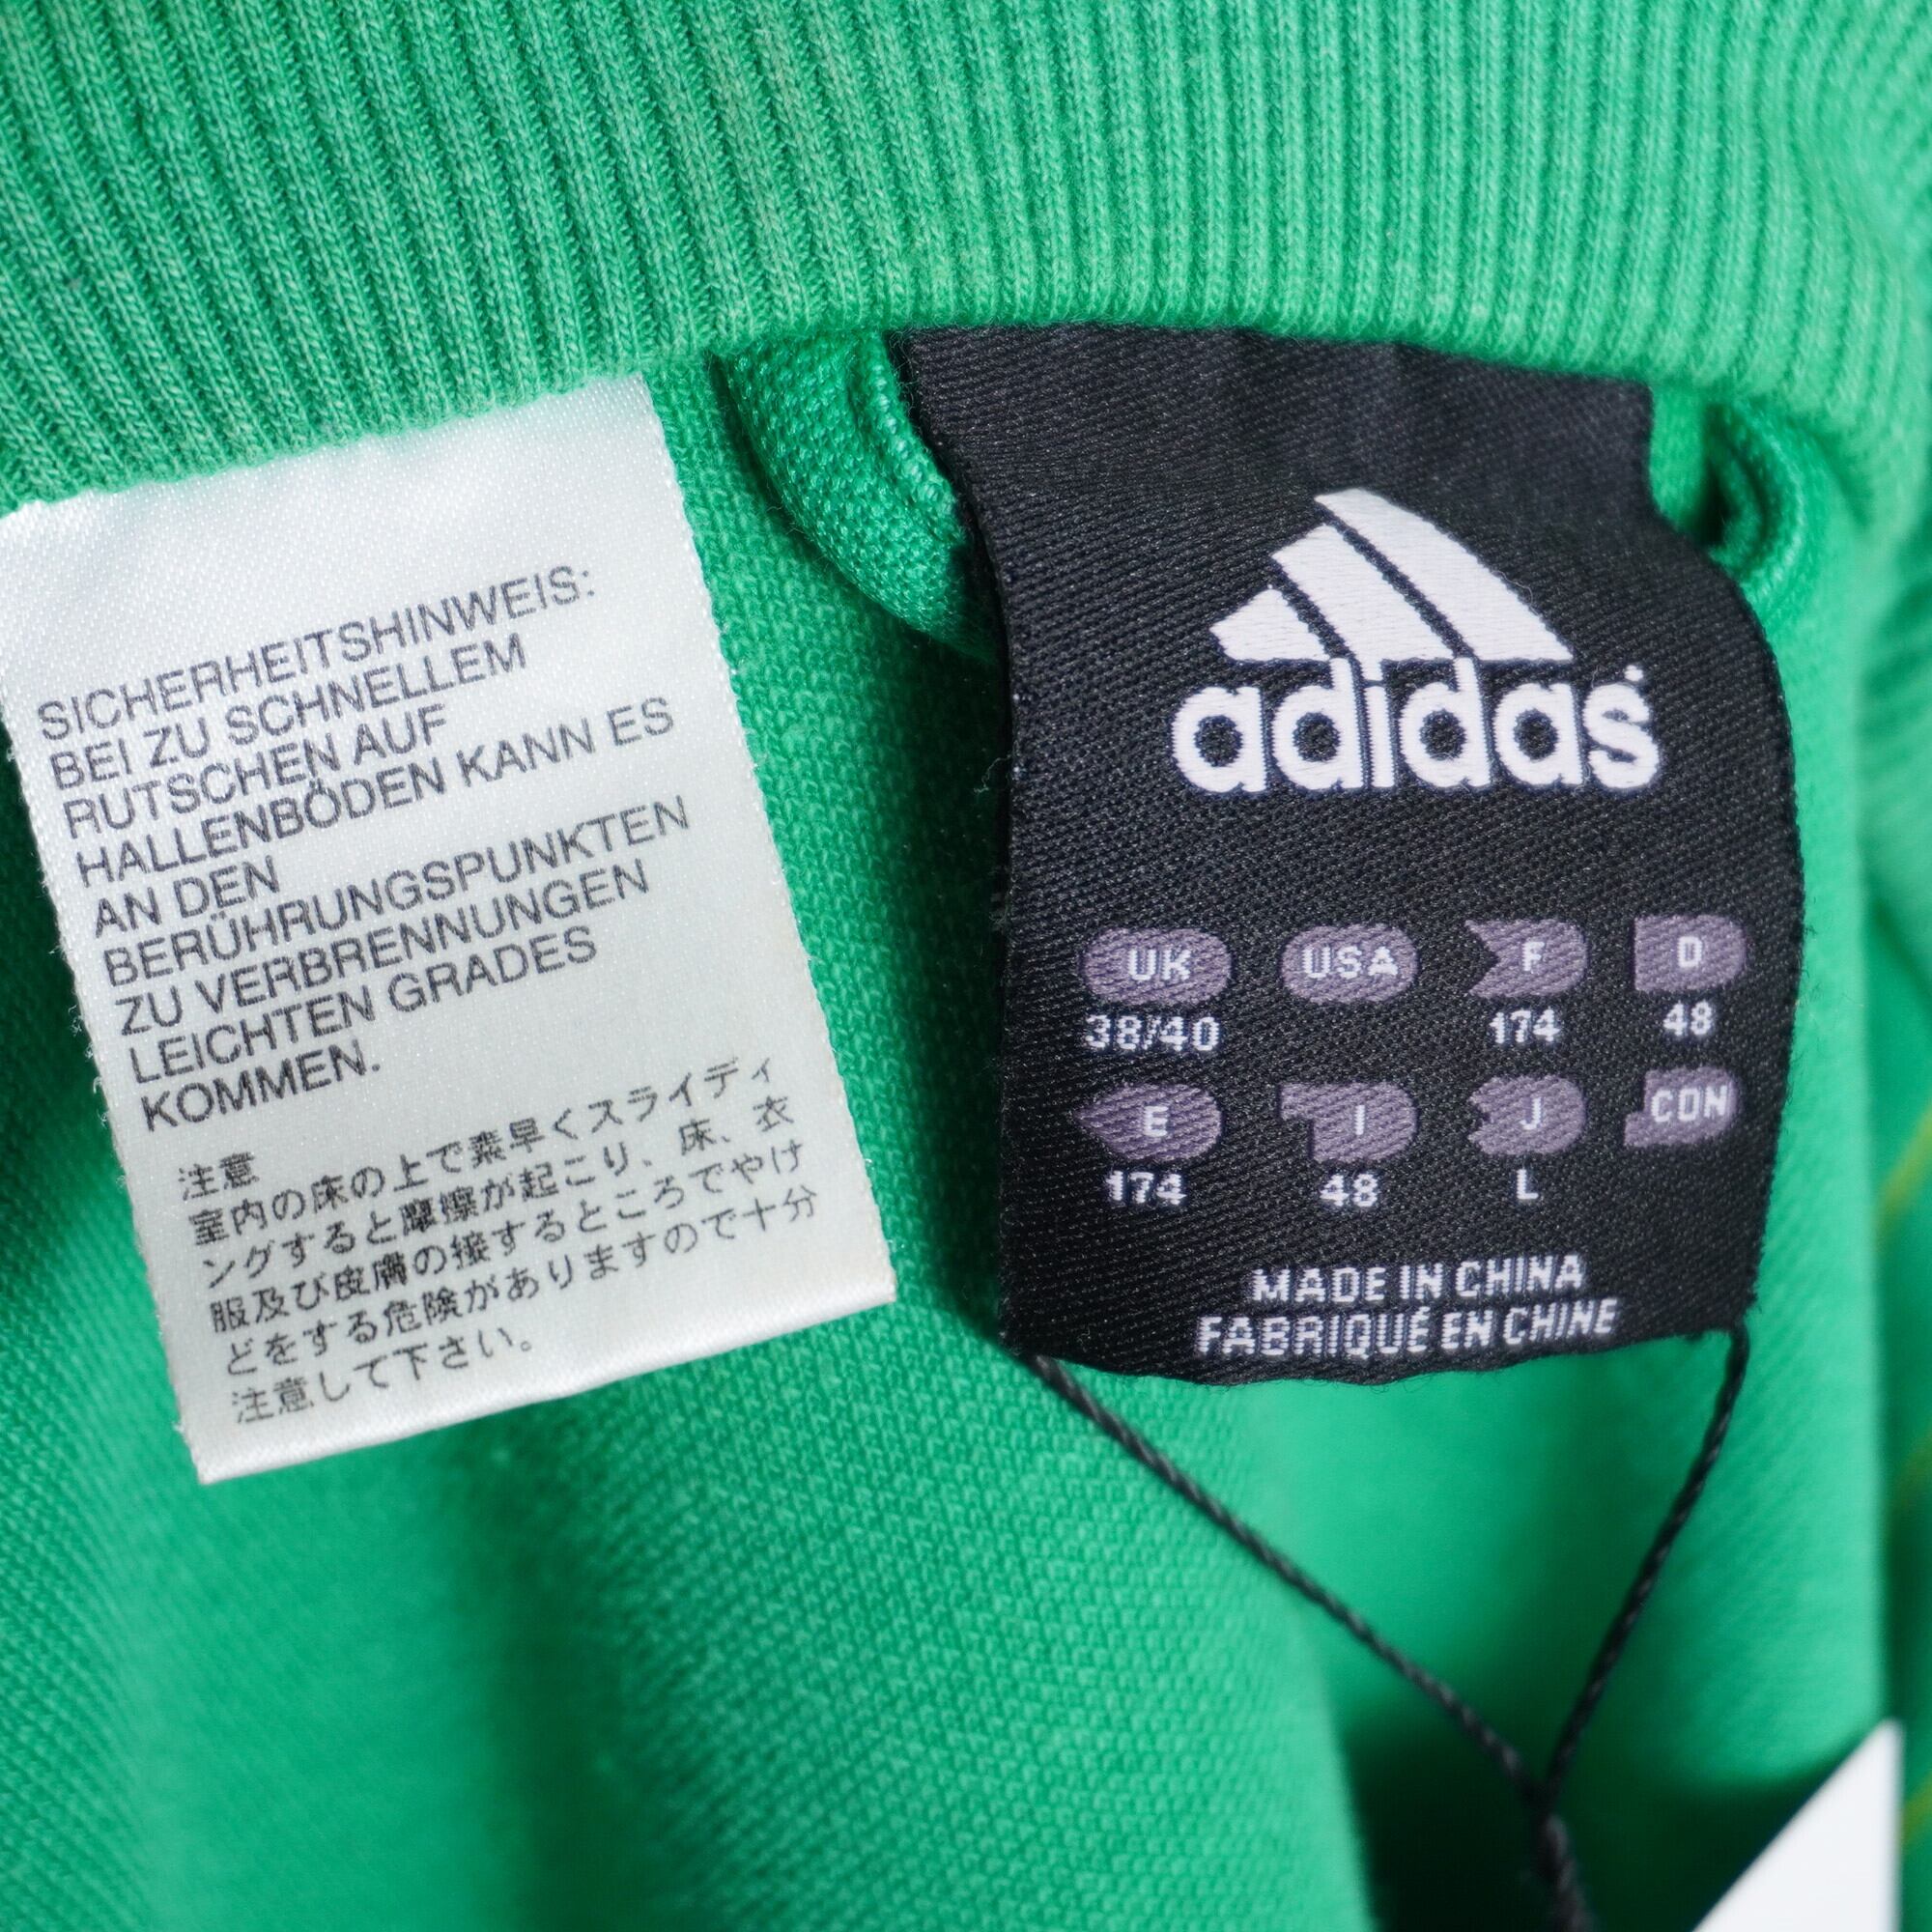 SICHERHEITSHINWEIS:
BEI ZU SCHNELLEM
RUTSCHEN AUF
HALLENBÖDEN KANN ES
AN DEN
BERÜHRUNGSPUNKTEN
ZU VERBRENNUNGEN
LEICHTEN GRADES
KOMMEN.
注意
室内の床の上で素早くスライディ
ングすると摩擦が起こり、床、衣
服及び皮膚の接するところでやけ
どをする危険がありますので十分
注意して下さい。
adidas
UK USA F D
38/40 174 48
E I J CDN
174 48 L
MADE IN CHINA
FABRIQUÉ EN CHINE